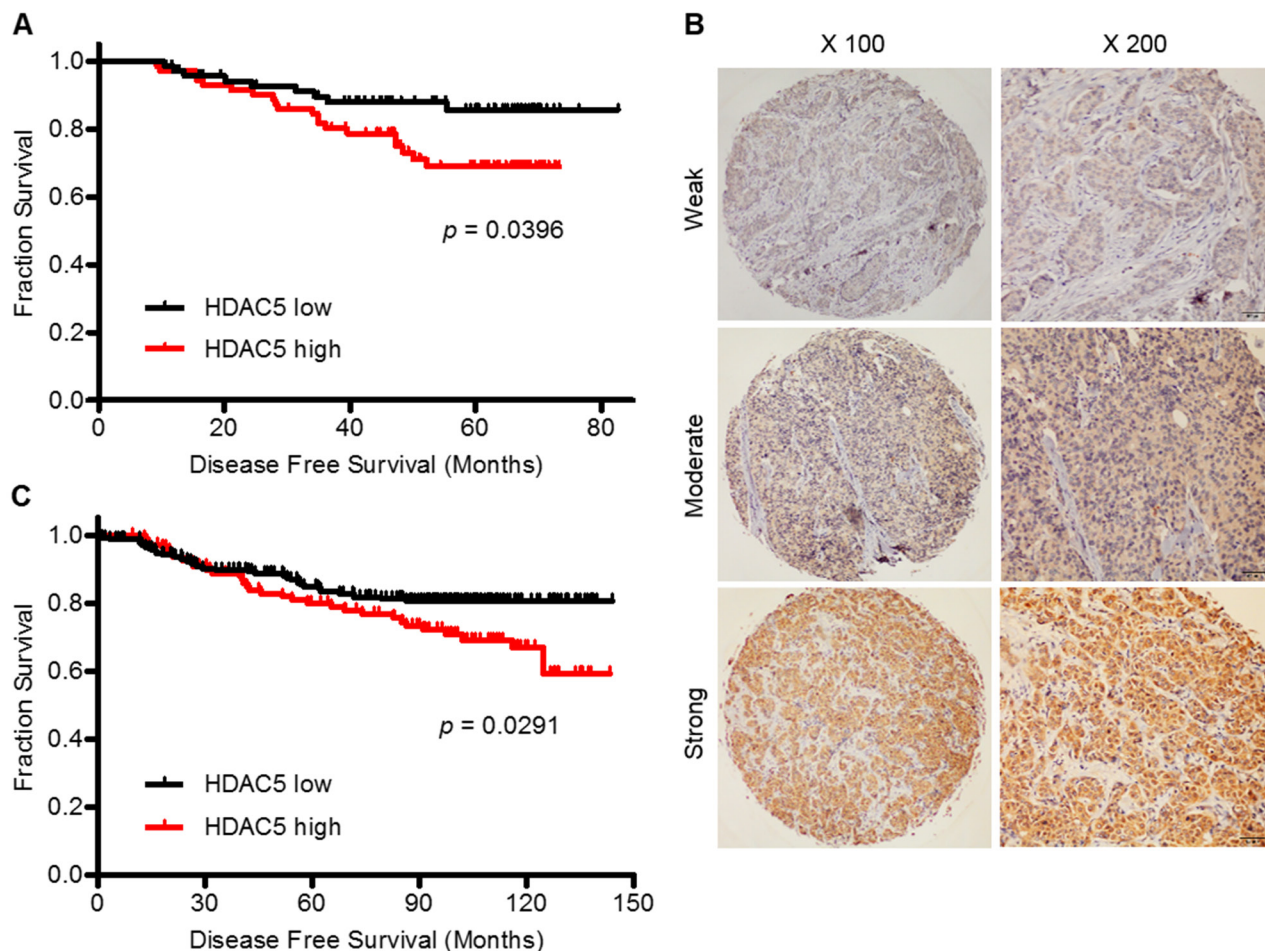 A
1.0
0.8
0.6
0.4
0.2
0.0
Fraction Survival
p = 0.0396
HDAC5 low
HDAC5 high
0 20 40 60 80
Disease Free Survival (Months)
B
X 100 X 200
Weak
Moderate
Strong
C
1.0
0.8
0.6
0.4
0.2
0.0
Fraction Survival
p = 0.0291
HDAC5 low
HDAC5 high
0 30 60 90 120 150
Disease Free Survival (Months)